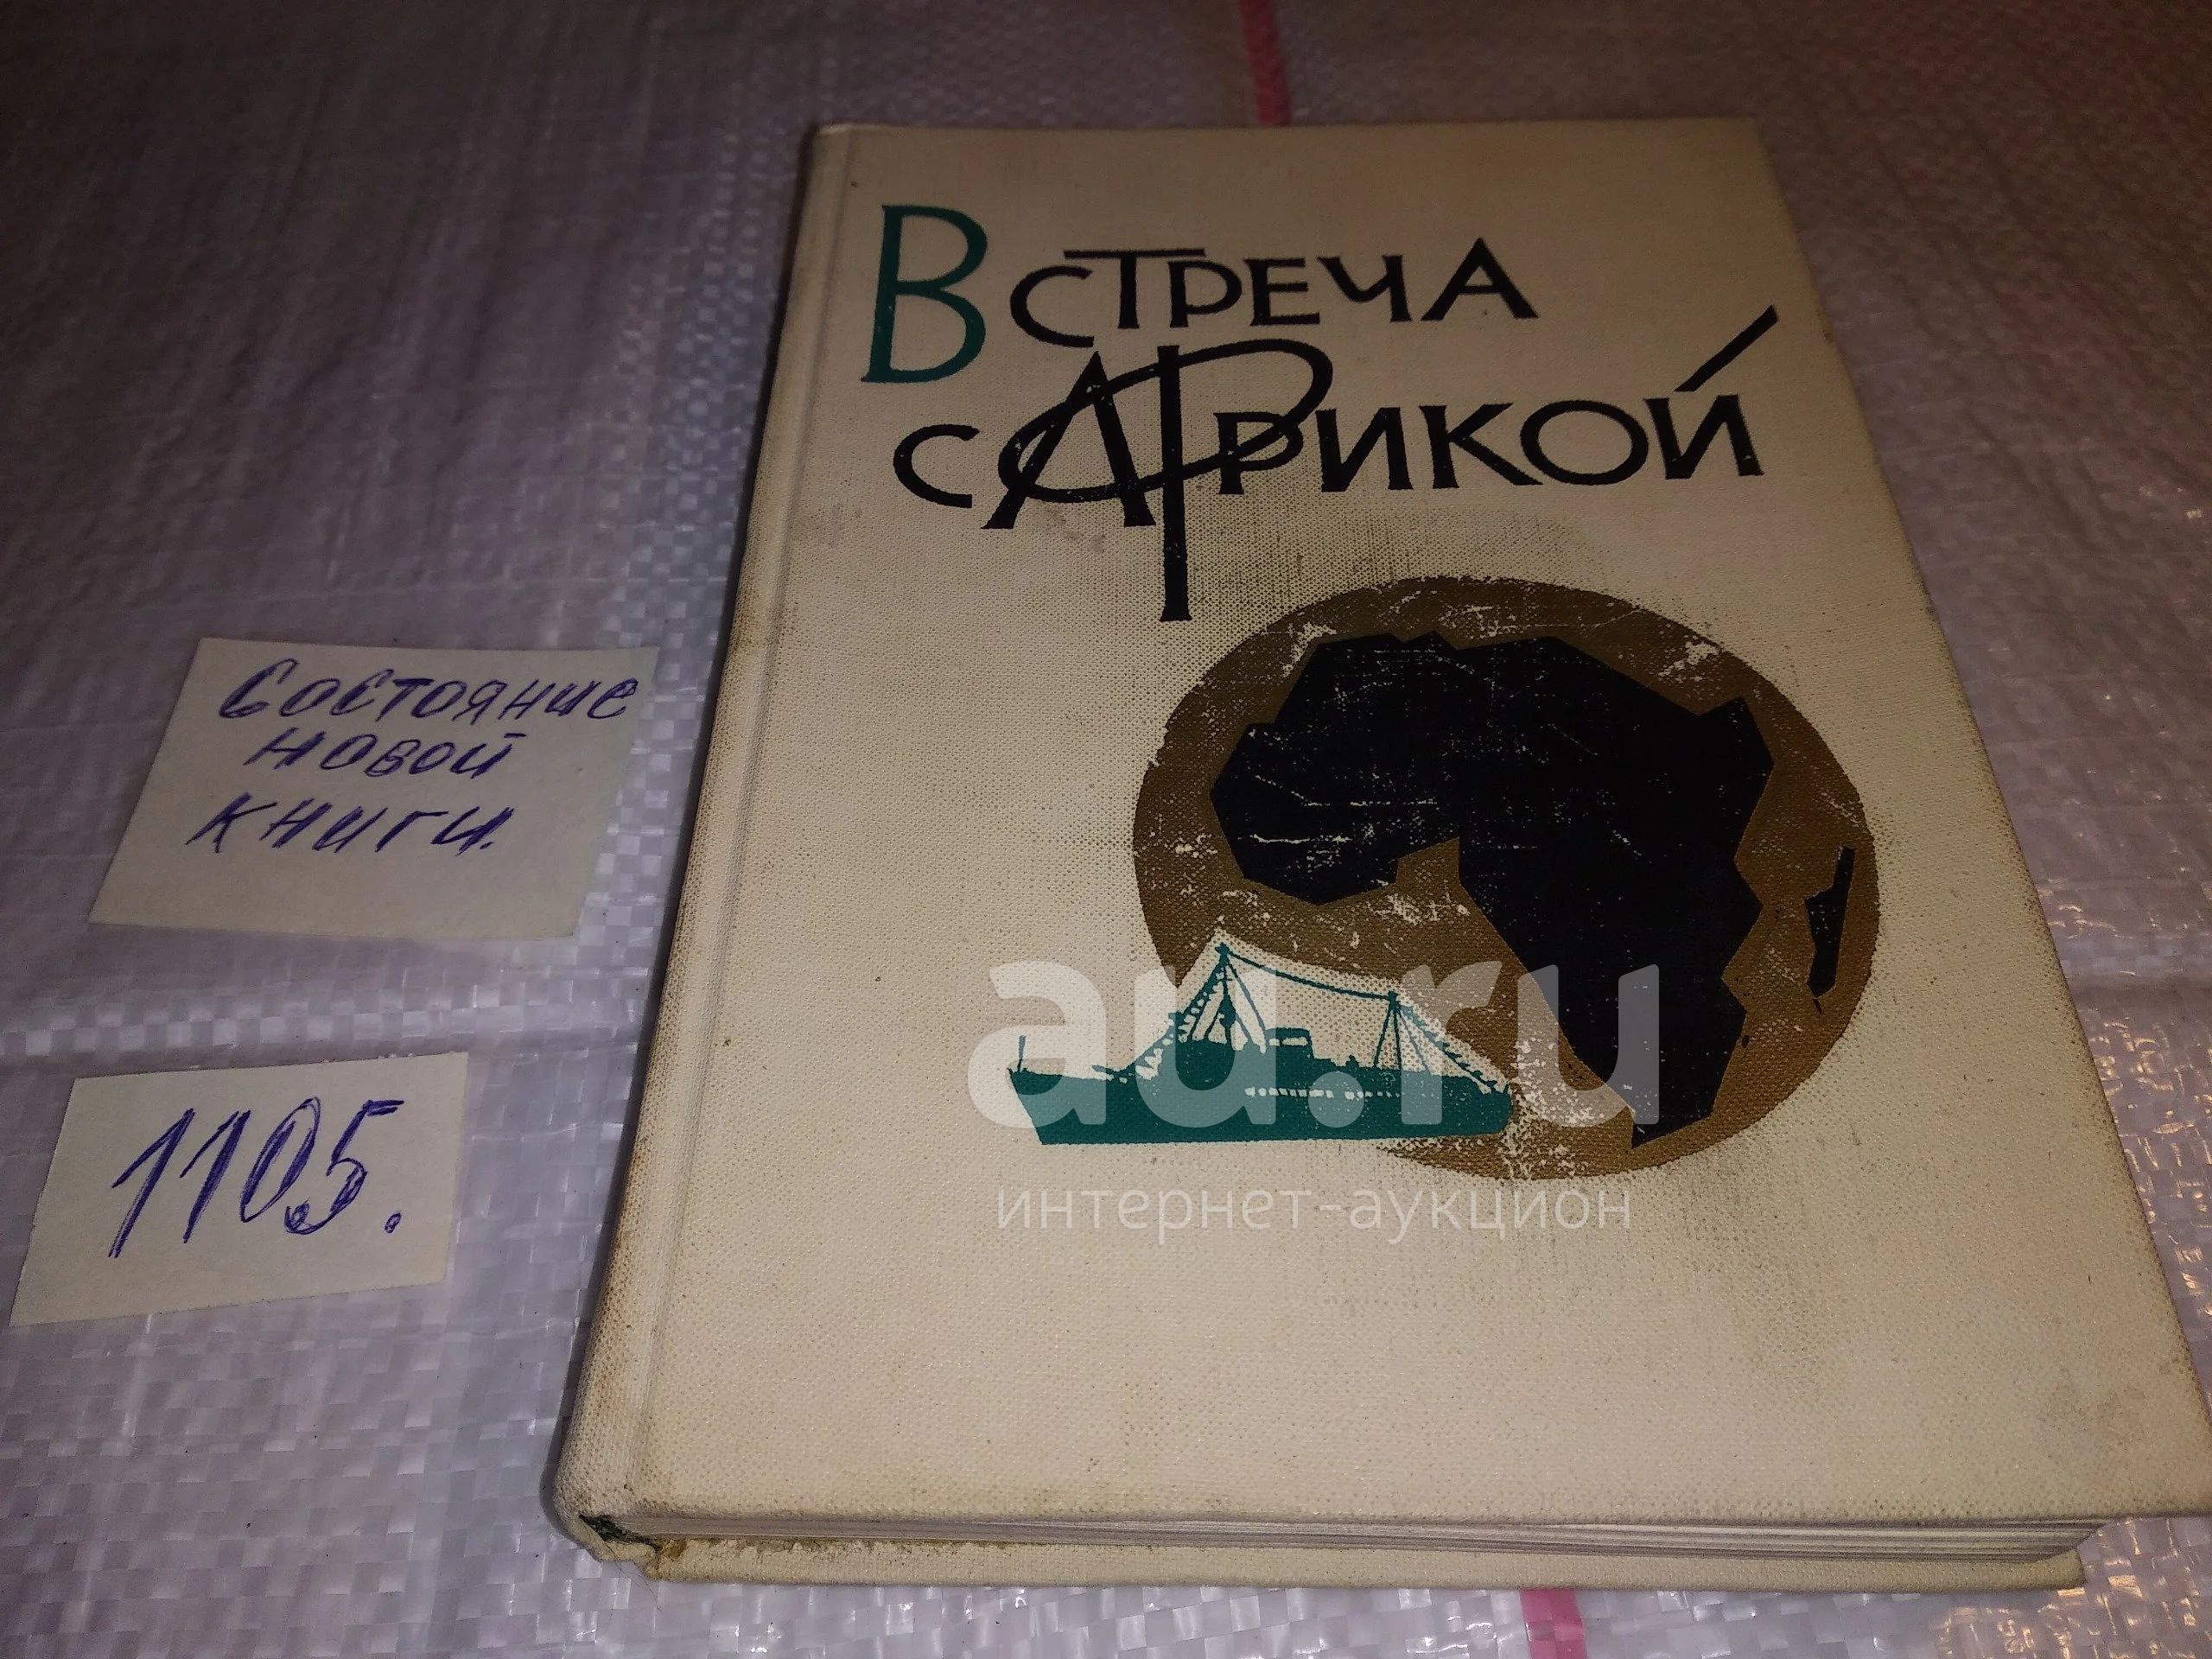 Встреча
с Африкой
Состояние
новой
книги.
1105.
au.ru
интернет-аукцион